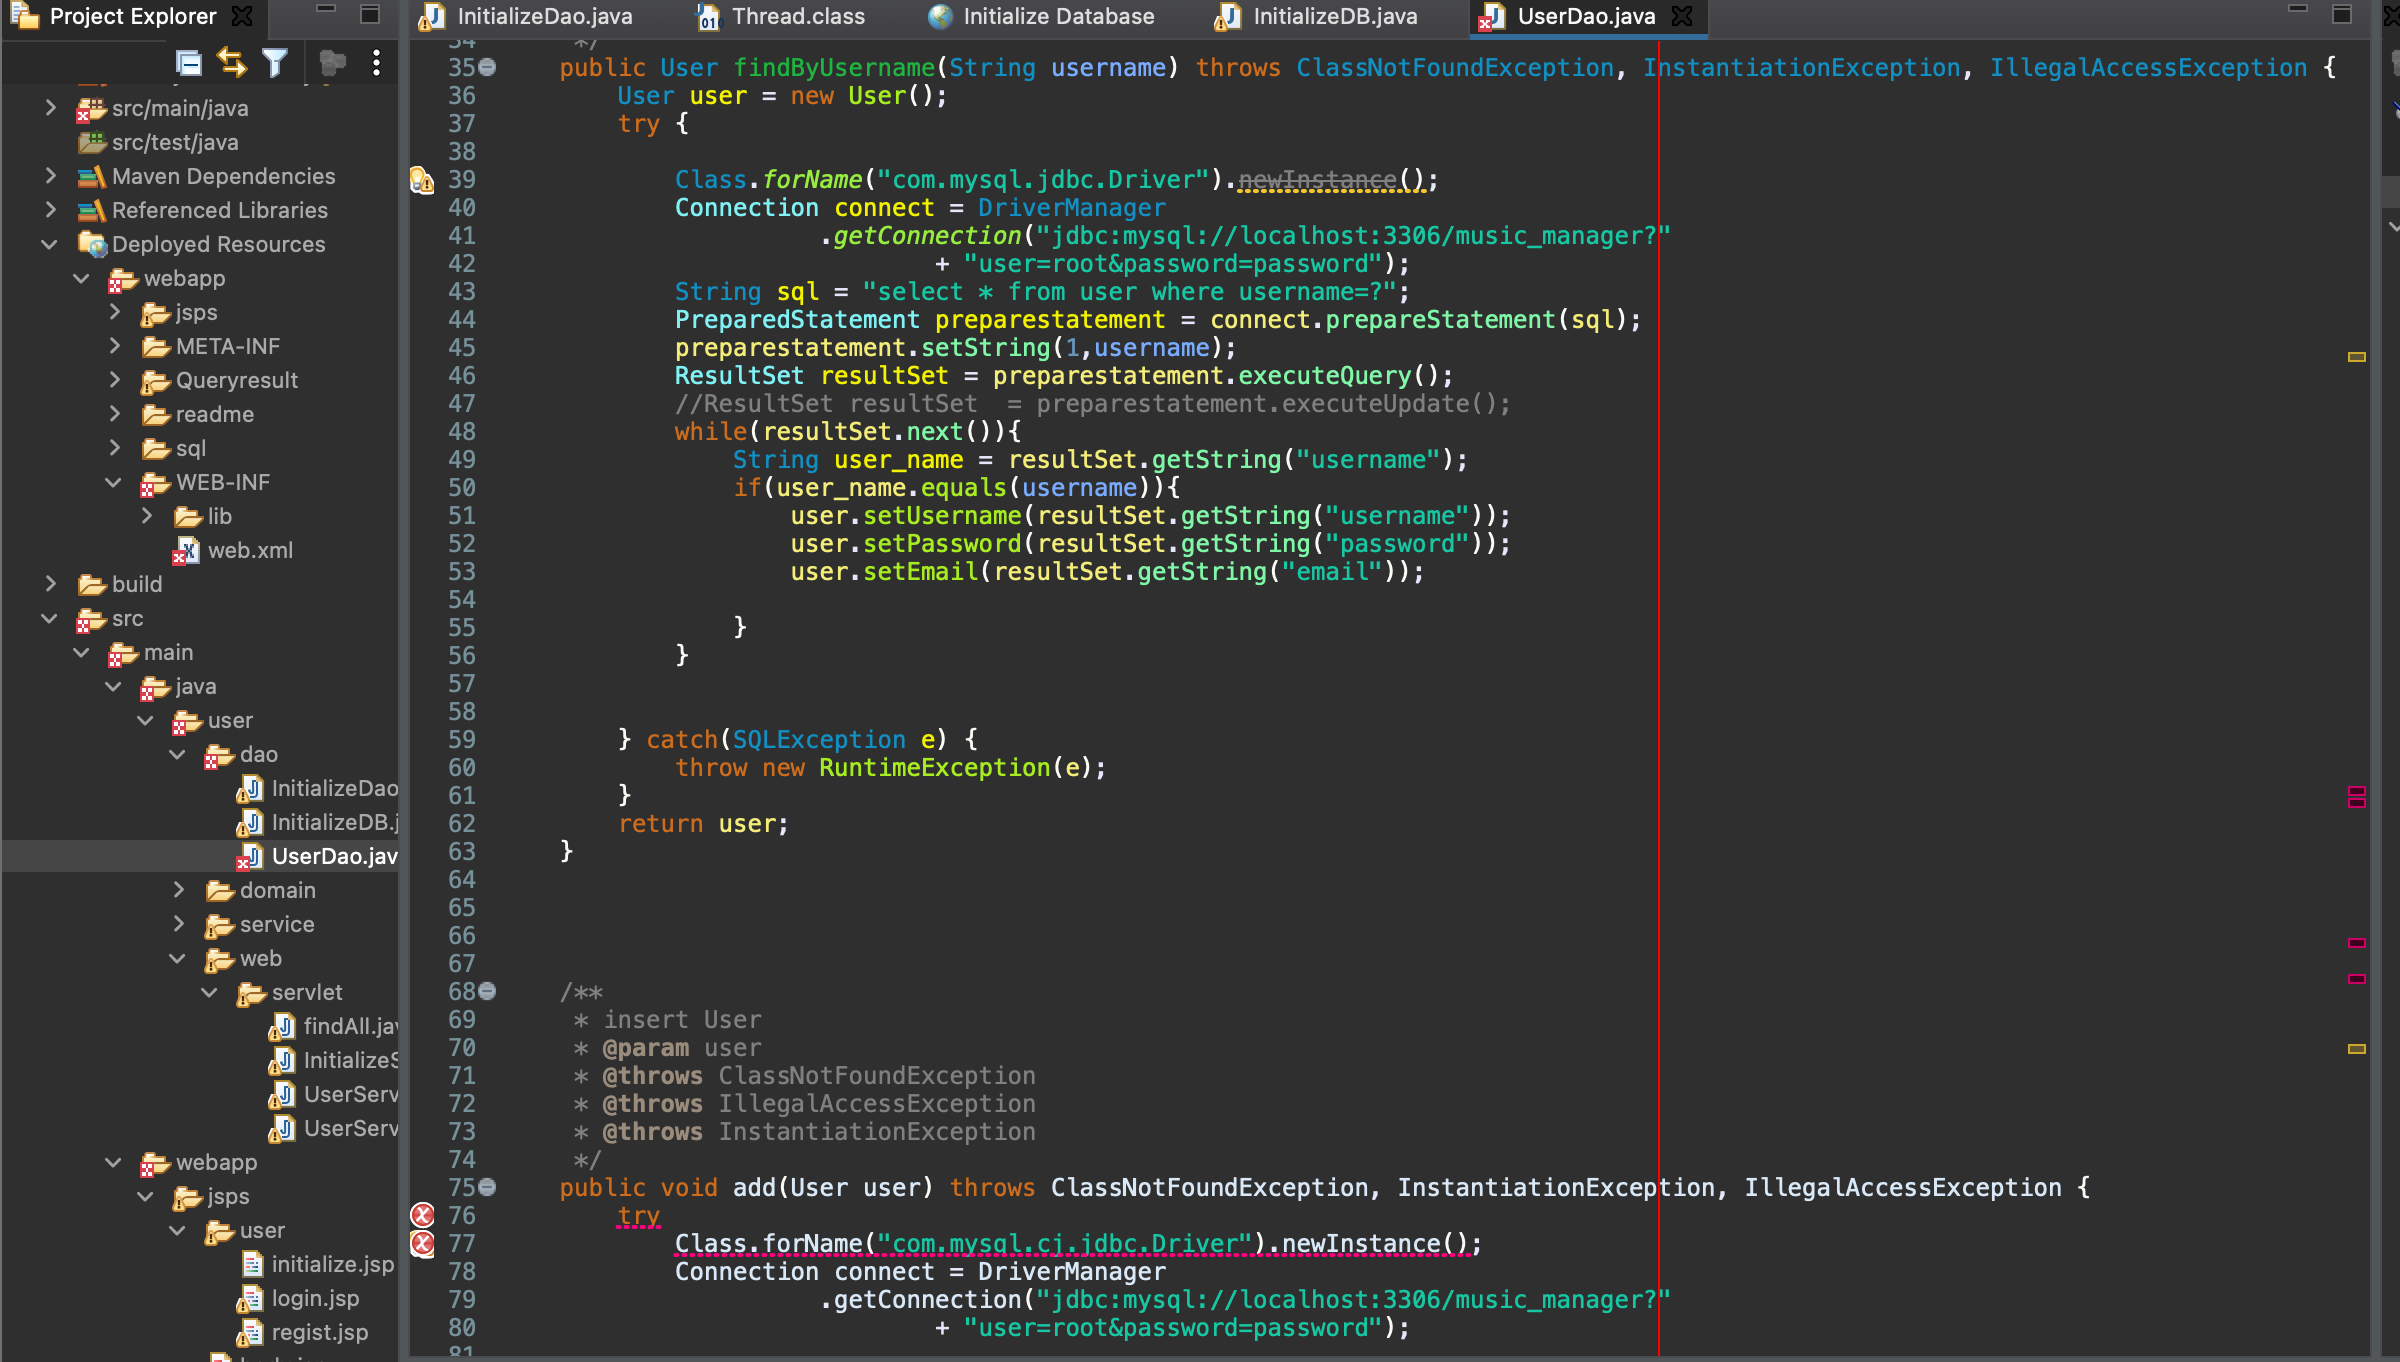 Project Explorer
InitializeDao.java
Thread.class
Initialize Database
InitializeDB.java
UserDao.java
src/main/java
src/test/java
Maven Dependencies
Referenced Libraries
Deployed Resources
webapp
jsps
META-INF
Queryresult
readme
sql
WEB-INF
lib
web.xml
build
src
main
java
user
dao
InitializeDao
InitializeDB.j
UserDao.jav
domain
service
web
servlet
findAll.jav
InitializeS
UserServ
UserServ
webapp
jsps
user
initialize.jsp
login.jsp
regist.jsp
34     */
35    public User findByUsername(String username) throws ClassNotFoundException, InstantiationException, IllegalAccessException {
36        User user = new User();
37        try {
38
39            Class.forName("com.mysql.jdbc.Driver").newInstance();
40            Connection connect = DriverManager
41                      .getConnection("jdbc:mysql://localhost:3306/music_manager?"
42                              + "user=root&password=password");
43            String sql = "select * from user where username=?";
44            PreparedStatement preparestatement = connect.prepareStatement(sql);
45            preparestatement.setString(1,username);
46            ResultSet resultSet = preparestatement.executeQuery();
47            //ResultSet resultSet  = preparestatement.executeUpdate();
48            while(resultSet.next()){
49                String user_name = resultSet.getString("username");
50                if(user_name.equals(username)){
51                    user.setUsername(resultSet.getString("username"));
52                    user.setPassword(resultSet.getString("password"));
53                    user.setEmail(resultSet.getString("email"));
54
55                }
56            }
57
58
59        } catch(SQLException e) {
60            throw new RuntimeException(e);
61        }
62        return user;
63    }
64
65
66
67
68    /**
69     * insert User
70     * @param user
71     * @throws ClassNotFoundException
72     * @throws IllegalAccessException
73     * @throws InstantiationException
74     */
75    public void add(User user) throws ClassNotFoundException, InstantiationException, IllegalAccessException {
76        try
77            Class.forName("com.mysql.cj.jdbc.Driver").newInstance();
78            Connection connect = DriverManager
79                      .getConnection("jdbc:mysql://localhost:3306/music_manager?"
80                              + "user=root&password=password");
81